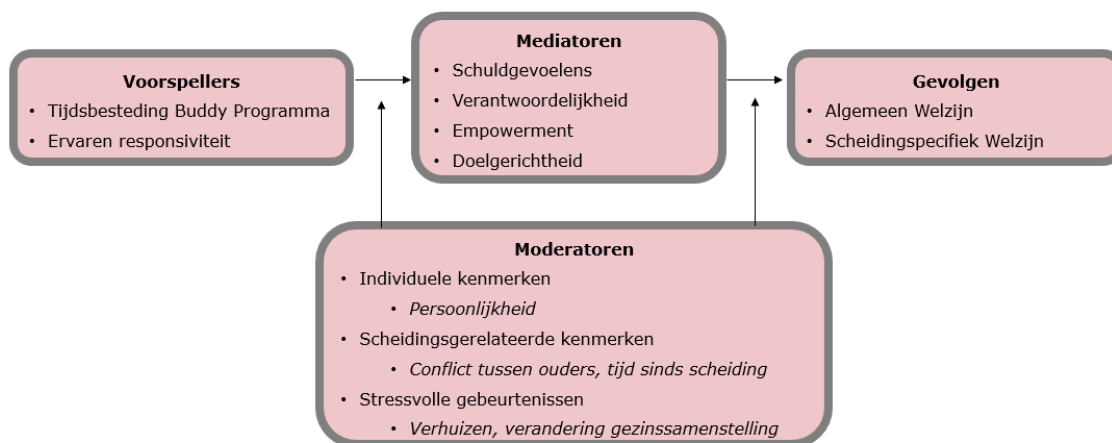 Mediatoren
• Schuldgevoelens
• Verantwoordelijkheid
• Empowerment
• Doelgerichtheid
Voorspellers
• Tijdsbesteding Buddy Programma
• Ervaren responsiviteit
Gevolgen
• Algemeen Welzijn
• Scheidingspecifiek Welzijn
Moderatoren
• Individuele kenmerken
• Persoonlijkheid
• Scheidingsgerelateerde kenmerken
• Conflict tussen ouders, tijd sinds scheiding
• Stressvolle gebeurtenissen
• Verhuizen, verandering gezinssamenstelling